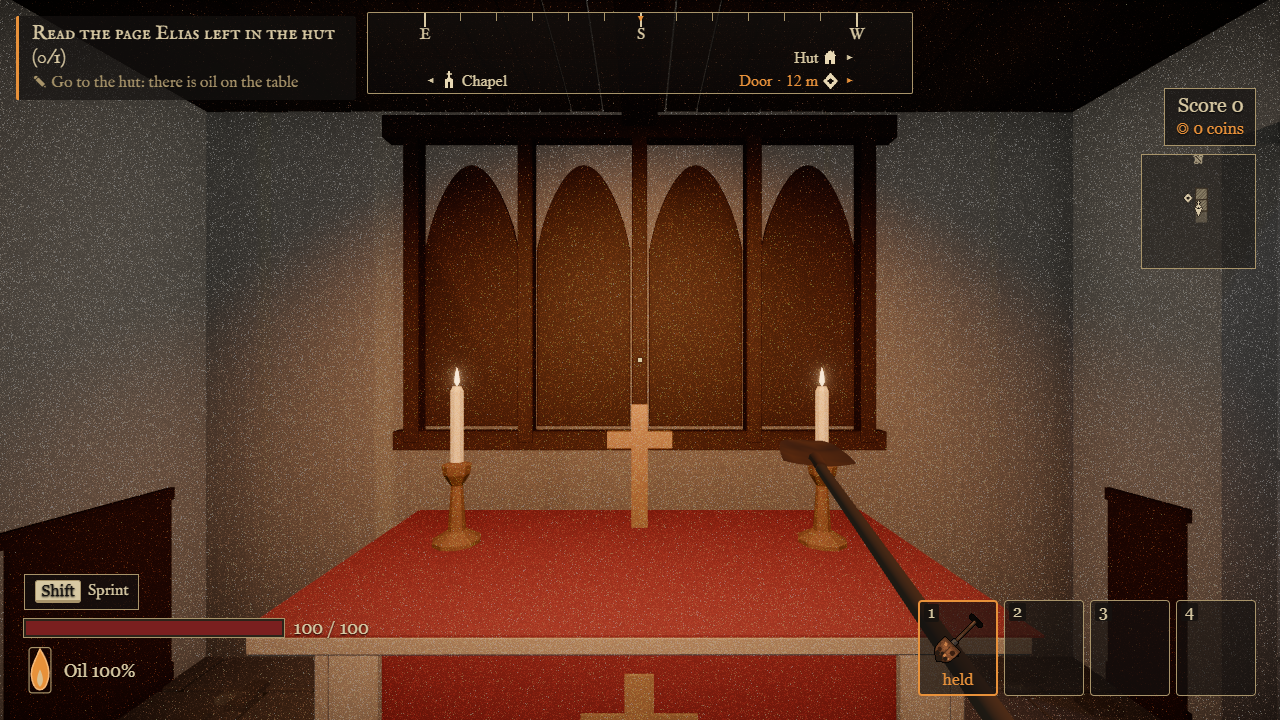 Read the page Elias left in the hut
(0/1)
Go to the hut: there is oil on the table
E S W
Hut
Chapel
Door · 12 m
Score 0
0 coins
N
Shift Sprint
100 / 100
Oil 100%
1 2 3 4
held